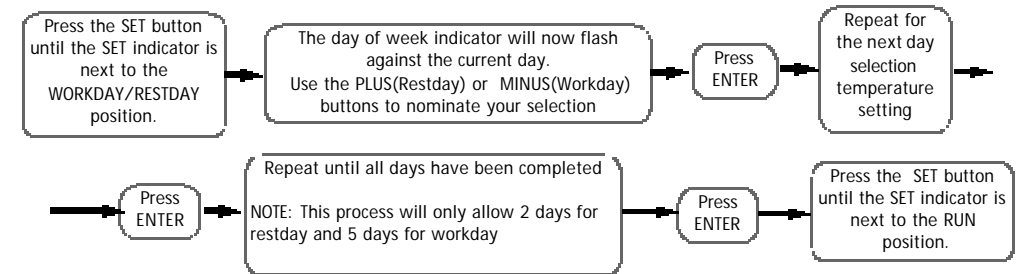 Press the SET button
until the SET indicator is
next to the
WORKDAY/RESTDAY
position.
The day of week indicator will now flash
against the current day.
Use the PLUS(Restday) or MINUS(Workday)
buttons to nominate your selection
Press
ENTER
Repeat for
the next day
selection
temperature
setting
Press
ENTER
Repeat until all days have been completed
NOTE: This process will only allow 2 days for
restday and 5 days for workday
Press
ENTER
Press the SET button
until the SET indicator is
next to the RUN
position.